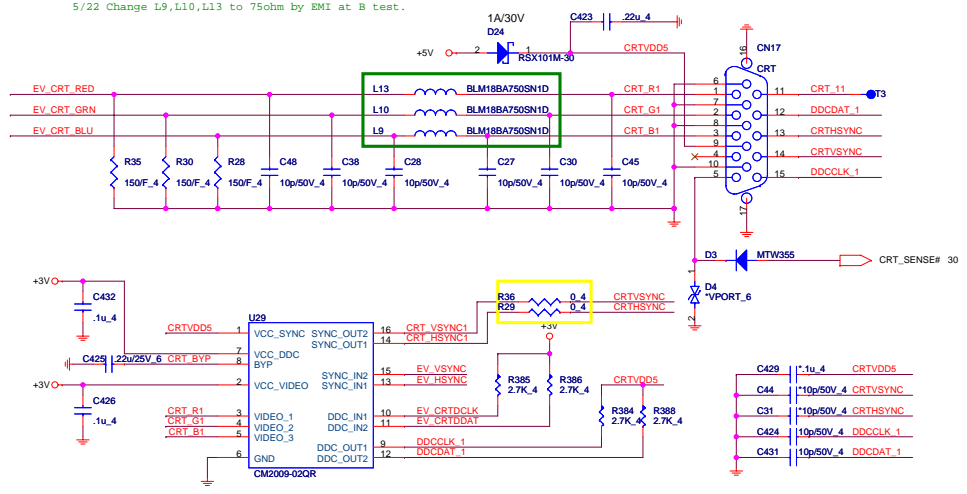 5/22 Change L9,L10,L13 to 75ohm by EMI at B test.
1A/30V
D24
+5V
2
1
RSX101M-30
C423
.22u_4
CRTVDD5
16
CN17
CRT
EV_CRT_RED
L13
BLM18BA750SN1D
CRT_R1
EV_CRT_GRN
L10
BLM18BA750SN1D
CRT_G1
EV_CRT_BLU
L9
BLM18BA750SN1D
CRT_B1
6
1
7
2
8
3
9
4
10
5
11
CRT_11
T3
12
DDCDAT_1
13
CRTHSYNC
14
CRTVSYNC
15
DDCCLK_1
17
R35
150/F_4
R30
150/F_4
R28
150/F_4
C48
10p/50V_4
C38
10p/50V_4
C28
10p/50V_4
C27
10p/50V_4
C30
10p/50V_4
C45
10p/50V_4
D3
MTW355
CRT_SENSE# 30
1
D4
*VPORT_6
2
+3V
C432
.1u_4
CRTVDD5
C425
.22u/25V_6
CRT_BYP
+3V
C426
.1u_4
CRT_R1
CRT_G1
CRT_B1
U29
1 VCC_SYNC
7 VCC_DDC
8 BYP
2 VCC_VIDEO
3 VIDEO_1
4 VIDEO_2
5 VIDEO_3
6 GND
SYNC_OUT2 16 CRT_VSYNC1
SYNC_OUT1 14 CRT_HSYNC1
SYNC_IN2 15 EV_VSYNC
SYNC_IN1 13 EV_HSYNC
DDC_IN1 10 EV_CRTDCLK
DDC_IN2 11 EV_CRTDDAT
DDC_OUT1 9 DDCCLK_1
DDC_OUT2 12 DDCDAT_1
CM2009-02QR
R36
0_4
CRTVSYNC
R29
0_4
CRTHSYNC
+3V
R385
2.7K_4
R386
2.7K_4
CRTVDD5
R384
2.7K_4
R388
2.7K_4
C429
*.1u_4
CRTVDD5
C44
*10p/50V_4
CRTVSYNC
C31
*10p/50V_4
CRTHSYNC
C424
10p/50V_4
DDCCLK_1
C431
10p/50V_4
DDCDAT_1